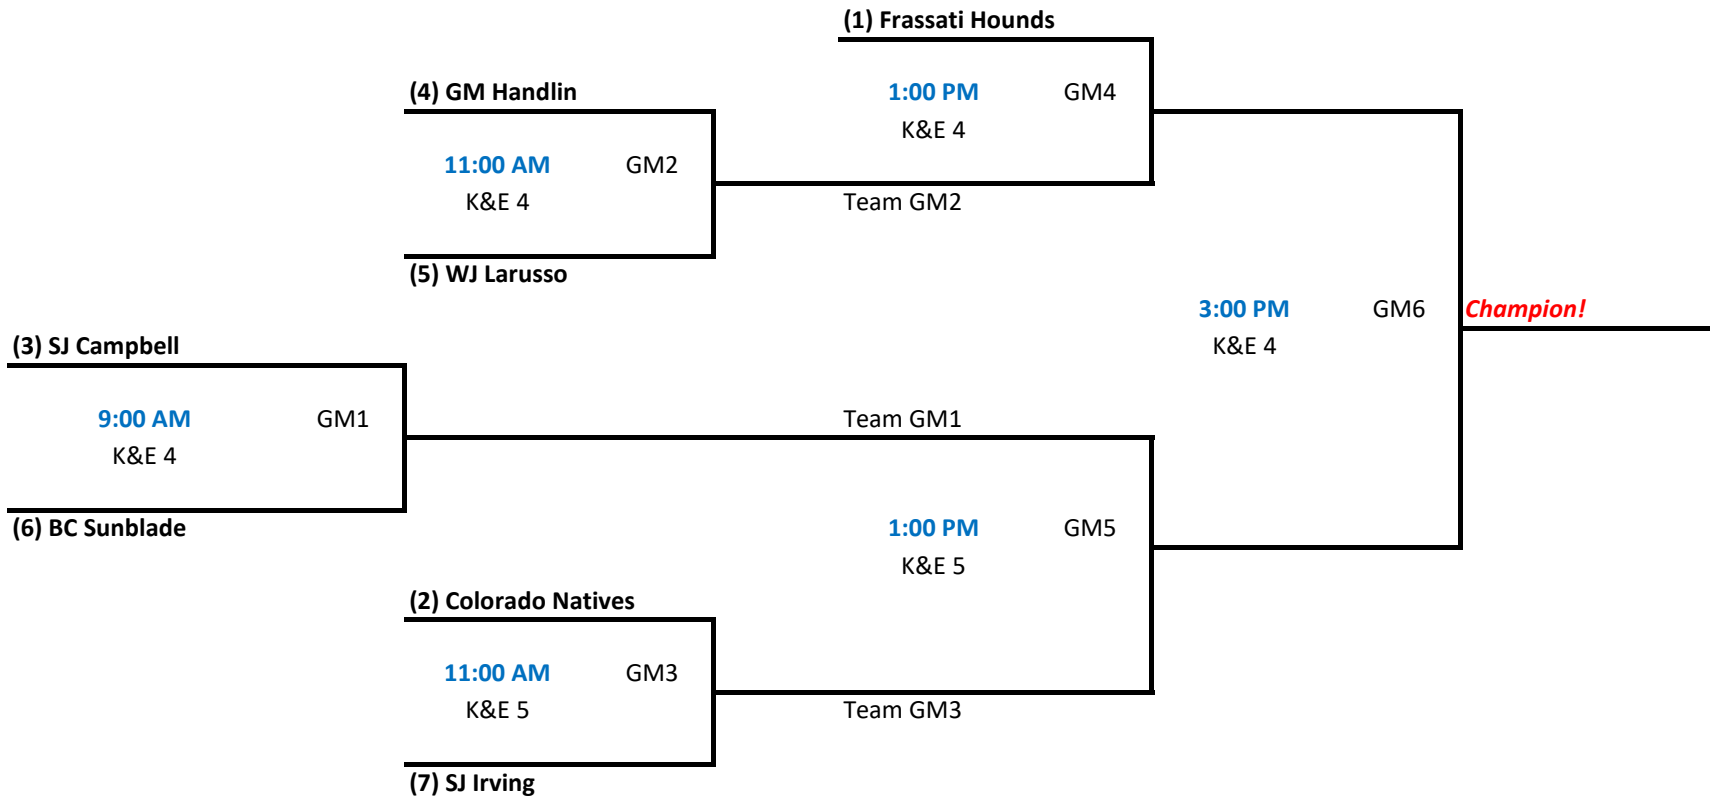 (1) Frassati Hounds
(4) GM Handlin
1:00 PM GM4
K&E 4
11:00 AM GM2
K&E 4
Team GM2
(5) WJ Larusso
3:00 PM GM6 Champion!
K&E 4
(3) SJ Campbell
9:00 AM GM1
K&E 4
Team GM1
(6) BC Sunblade
1:00 PM GM5
K&E 5
(2) Colorado Natives
11:00 AM GM3
K&E 5
Team GM3
(7) SJ Irving